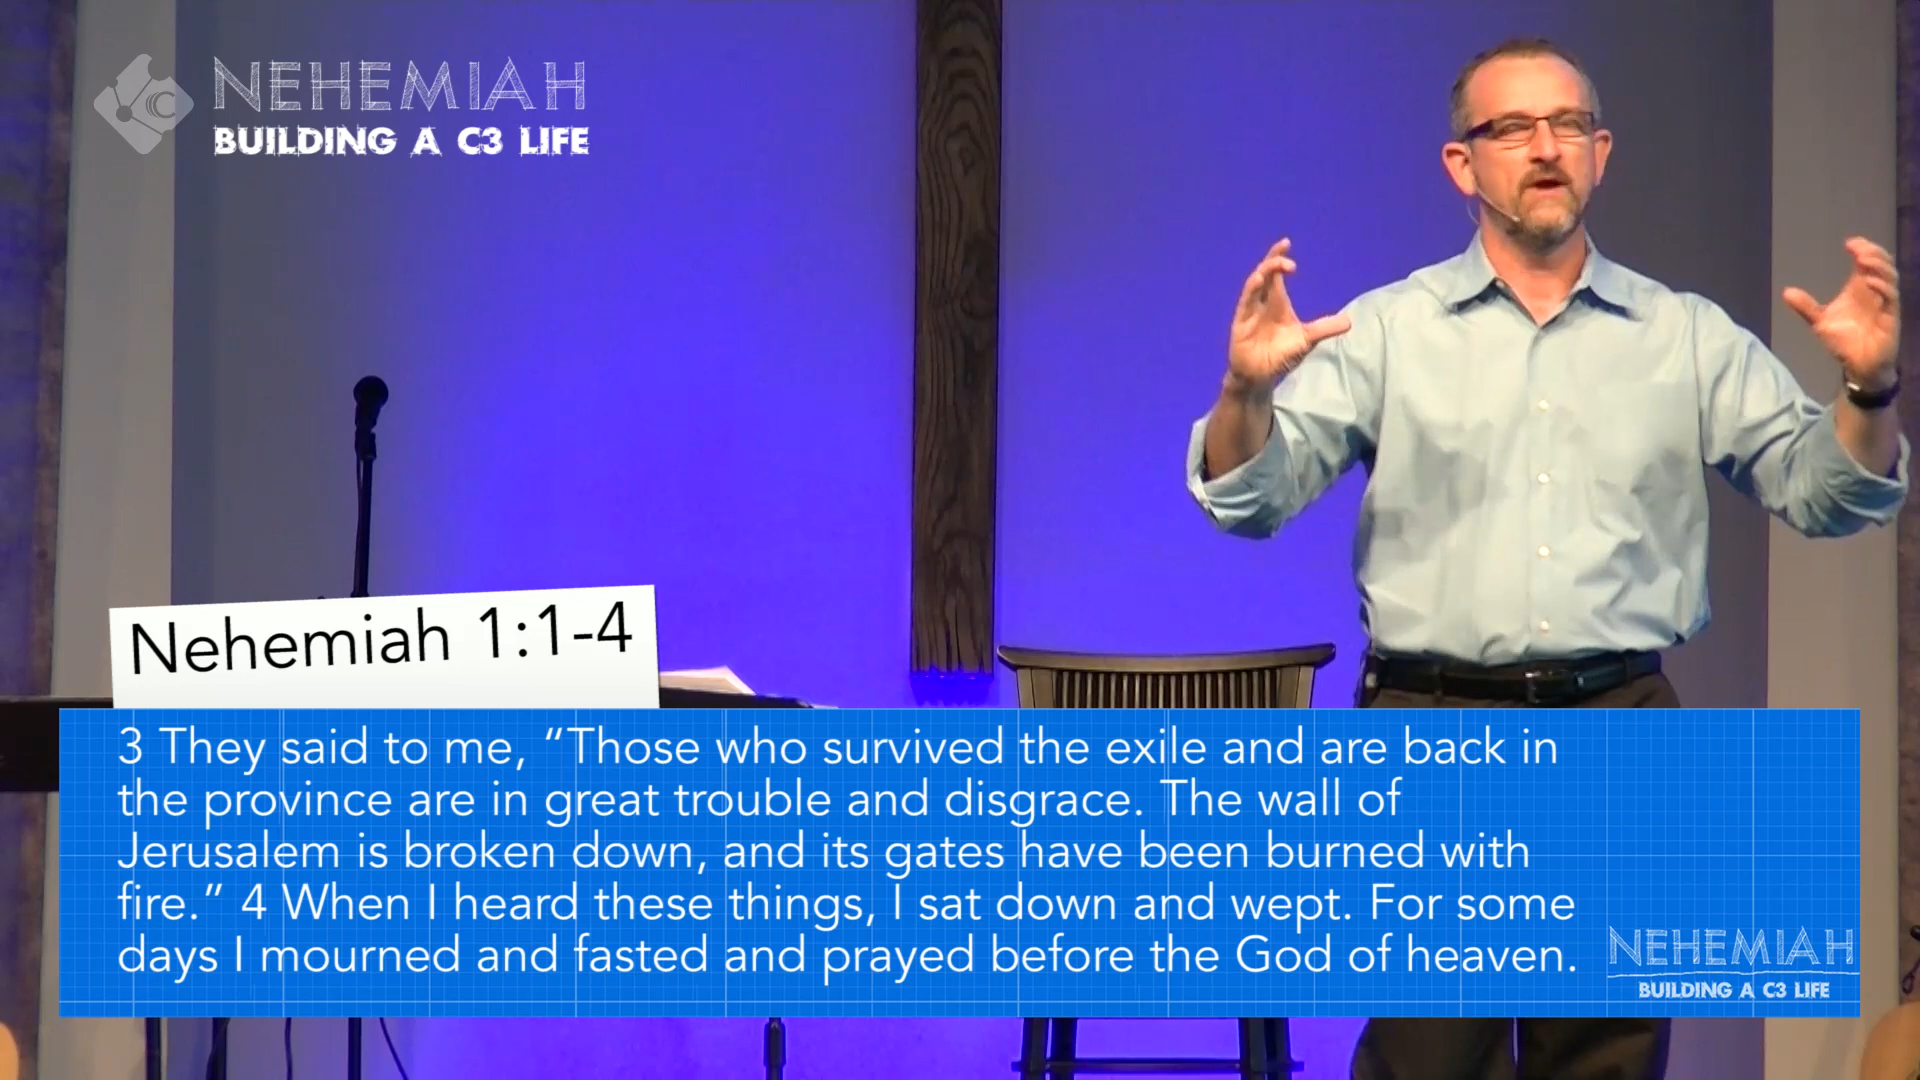 NEHEMIAH
BUILDING A C3 LIFE
Nehemiah 1:1-4
3 They said to me, “Those who survived the exile and are back in
the province are in great trouble and disgrace. The wall of
Jerusalem is broken down, and its gates have been burned with
fire.” 4 When I heard these things, I sat down and wept. For some
days I mourned and fasted and prayed before the God of heaven.
NEHEMIAH
BUILDING A C3 LIFE